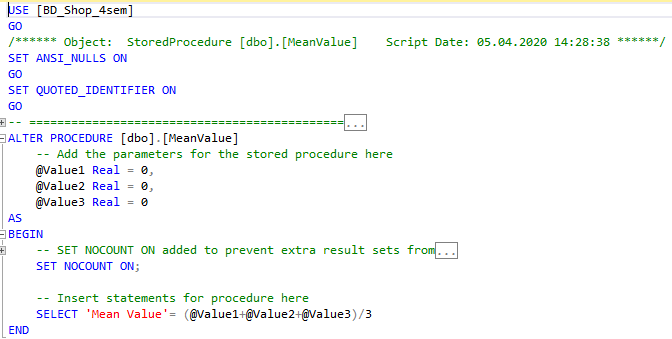 USE [BD_Shop_4sem]
GO
/****** Object:  StoredProcedure [dbo].[MeanValue]    Script Date: 05.04.2020 14:28:38 ******/
SET ANSI_NULLS ON
GO
SET QUOTED_IDENTIFIER ON
GO
-- =============================================...
ALTER PROCEDURE [dbo].[MeanValue]
    -- Add the parameters for the stored procedure here
    @Value1 Real = 0,
    @Value2 Real = 0,
    @Value3 Real = 0
AS
BEGIN
    -- SET NOCOUNT ON added to prevent extra result sets from...
    SET NOCOUNT ON;

    -- Insert statements for procedure here
    SELECT 'Mean Value'= (@Value1+@Value2+@Value3)/3
END